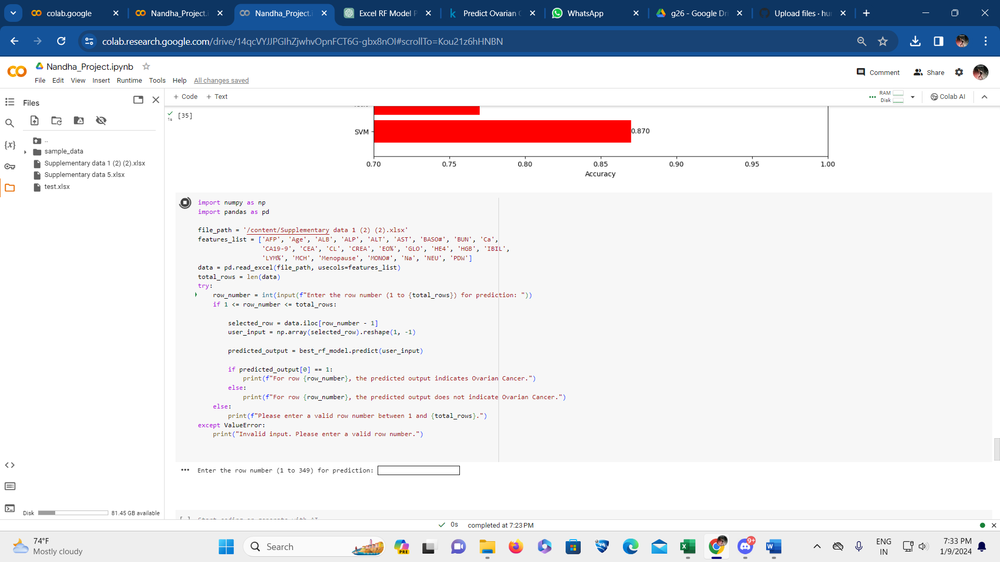 colab.google
Nandha_Project.i
Nandha_Project.i
Excel RF Model P
Predict Ovarian C
WhatsApp
g26 - Google Dri
Upload files · hu
colab.research.google.com/drive/14qcVYJJPGIhZjwhvOpnFCT6G-gbx8nOI#scrollTo=Kou21z6hHNBN
Nandha_Project.ipynb
Comment
Share
File Edit View Insert Runtime Tools Help All changes saved
Files
+ Code + Text
RAM
Disk
Colab AI
1s
[35]
..
sample_data
Supplementary data 1 (2) (2).xlsx
Supplementary data 5.xlsx
test.xlsx
{x}
SVM
0.870
0.70 0.75 0.80 0.85 0.90 0.95 1.00
Accuracy
import numpy as np
import pandas as pd
file_path = '/content/Supplementary data 1 (2) (2).xlsx'
features_list = ['AFP', 'Age', 'ALB', 'ALP', 'ALT', 'AST', 'BASO#', 'BUN', 'Ca',
'CA19-9', 'CEA', 'CL', 'CREA', 'EO%', 'GLO', 'HE4', 'HGB', 'IBIL',
'LYM%', 'MCH', 'Menopause', 'MONO#', 'Na', 'NEU', 'PDW']
data = pd.read_excel(file_path, usecols=features_list)
total_rows = len(data)
try:
row_number = int(input(f"Enter the row number (1 to {total_rows}) for prediction: "))
if 1 <= row_number <= total_rows:
selected_row = data.iloc[row_number - 1]
user_input = np.array(selected_row).reshape(1, -1)
predicted_output = best_rf_model.predict(user_input)
if predicted_output[0] == 1:
print(f"For row {row_number}, the predicted output indicates Ovarian Cancer.")
else:
print(f"For row {row_number}, the predicted output does not indicate Ovarian Cancer.")
else:
print(f"Please enter a valid row number between 1 and {total_rows}.")
except ValueError:
print("Invalid input. Please enter a valid row number.")
Enter the row number (1 to 349) for prediction:
Disk
81.45 GB available
[ ] Start coding or generate with AI
0s completed at 7:23 PM
74°F
Mostly cloudy
Search
PRE
9+
ENG
IN
7:33 PM
1/9/2024